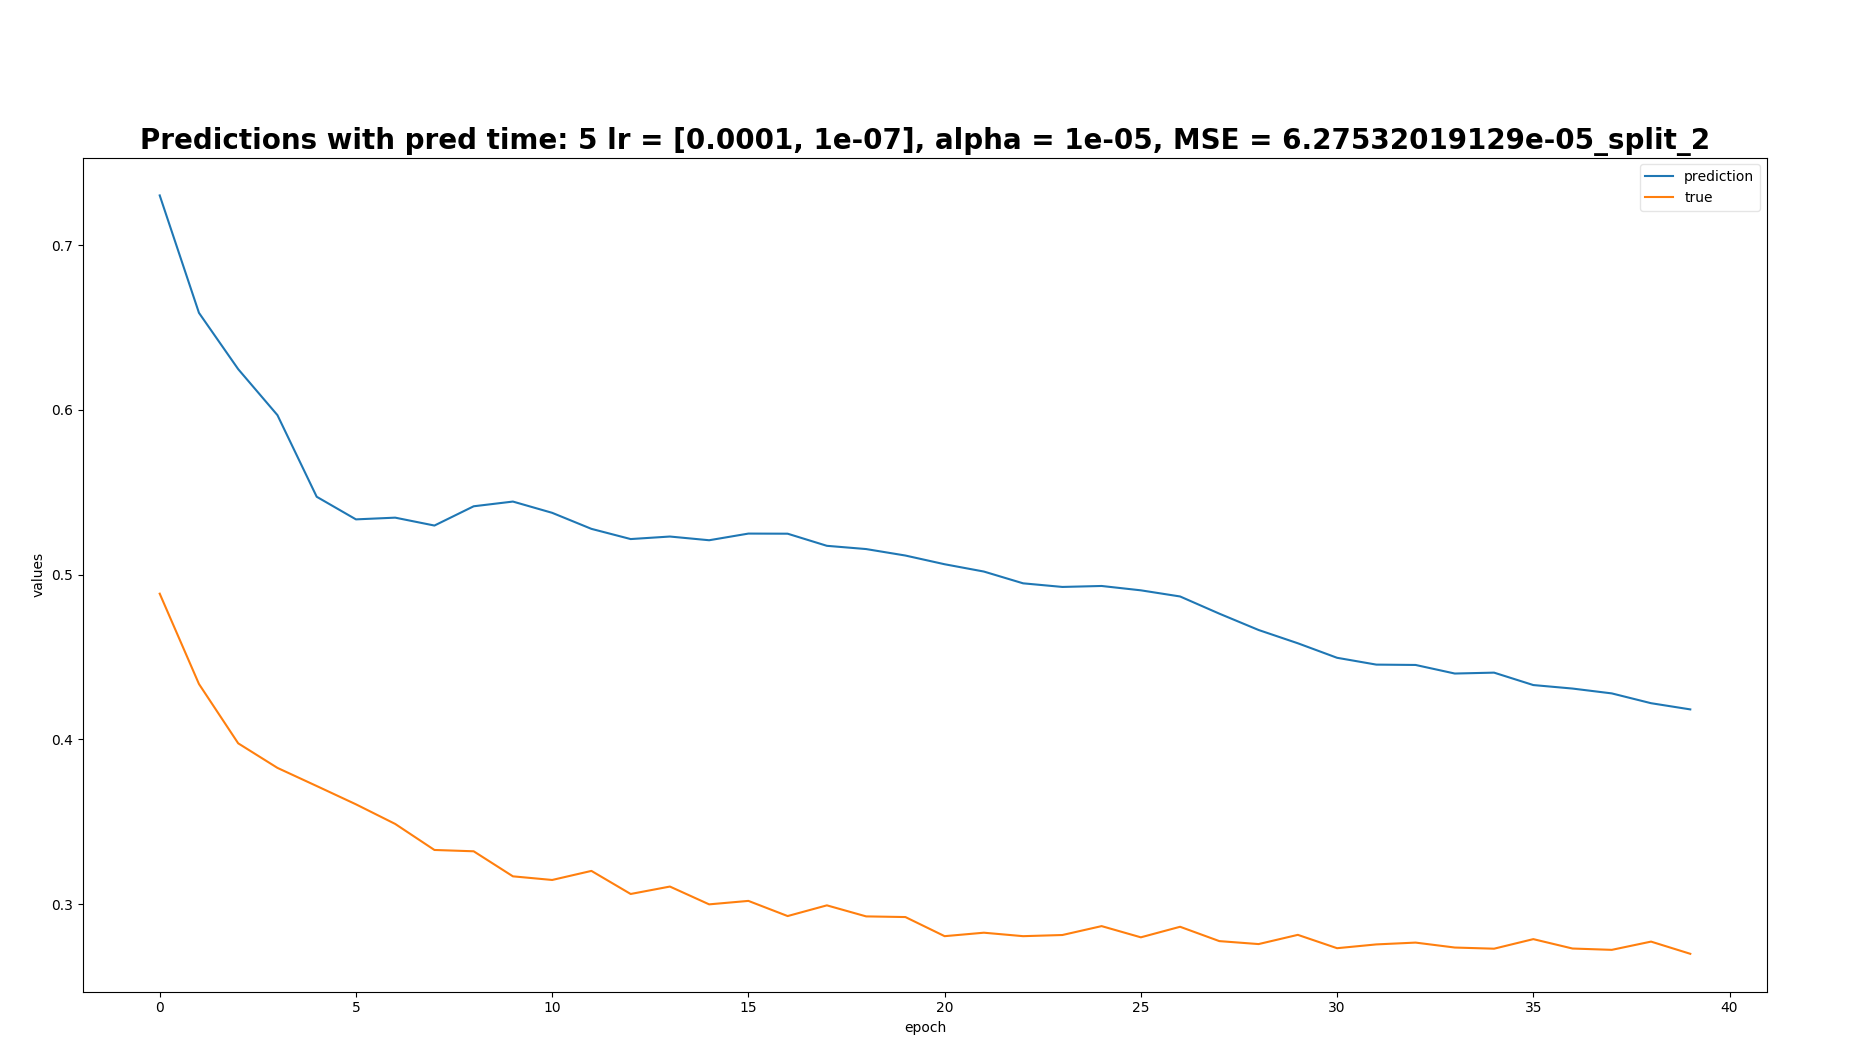 Predictions with pred time: 5 lr = [0.0001, 1e-07], alpha = 1e-05, MSE = 6.27532019129e-05_split_2
prediction
true
values
0.7
0.6
0.5
0.4
0.3
0 5 10 15 20 25 30 35 40
epoch